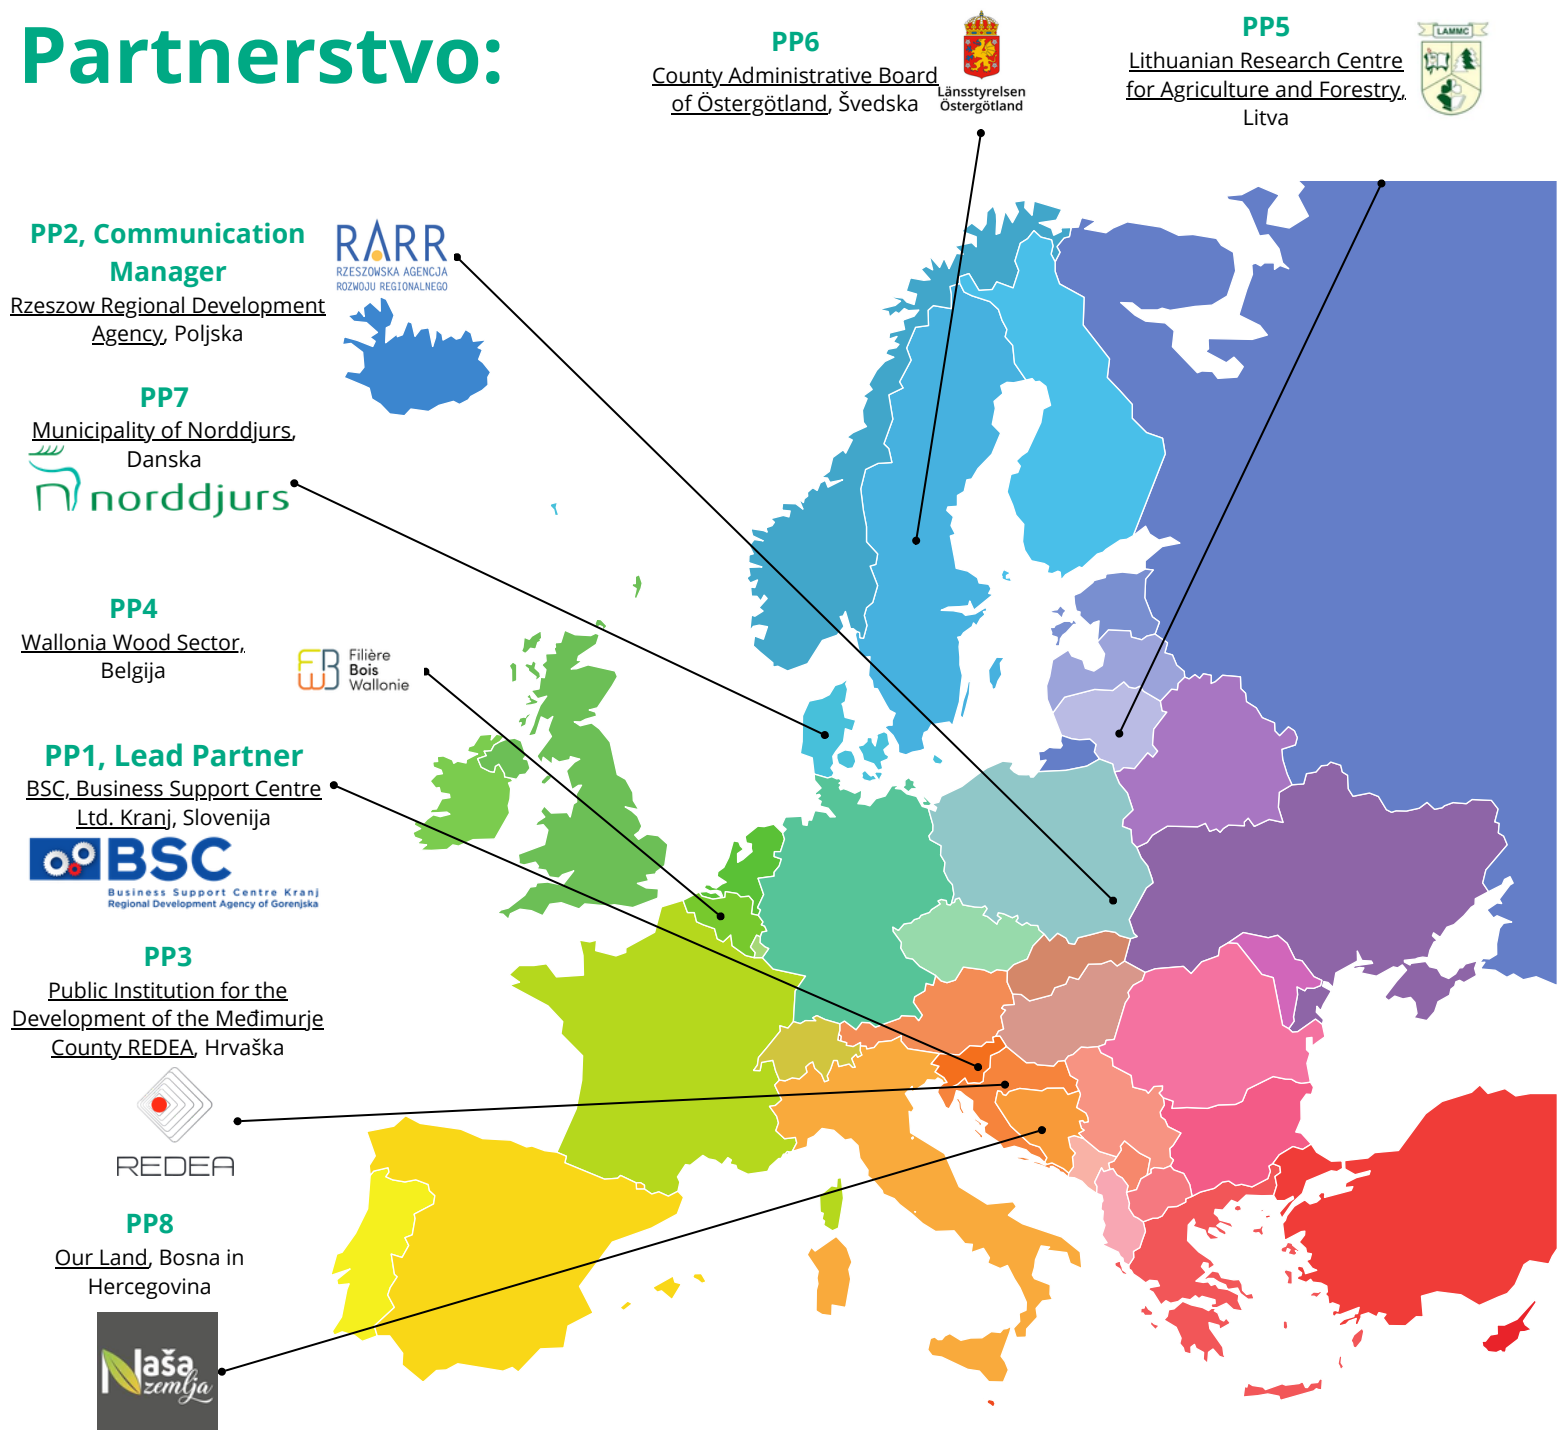 Partnerstvo:
PP6
County Administrative Board
of Östergötland, Švedska
Länsstyrelsen
Östergötland
PP5
Lithuanian Research Centre
for Agriculture and Forestry,
Litva
LAMMC
PP2, Communication
Manager
Rzeszow Regional Development
Agency, Poljska
RARR
RZESZOWSKA AGENCJA
ROZWOJU REGIONALNEGO
PP7
Municipality of Norddjurs,
Danska
norddjurs
PP4
Wallonia Wood Sector,
Belgija
FBW
Filière
Bois
Wallonie
PP1, Lead Partner
BSC, Business Support Centre
Ltd. Kranj, Slovenija
BSC
Business Support Centre Kranj
Regional Development Agency of Gorenjska
PP3
Public Institution for the
Development of the Međimurje
County REDEA, Hrvaška
REDEA
PP8
Our Land, Bosna in
Hercegovina
Naša
zemlja